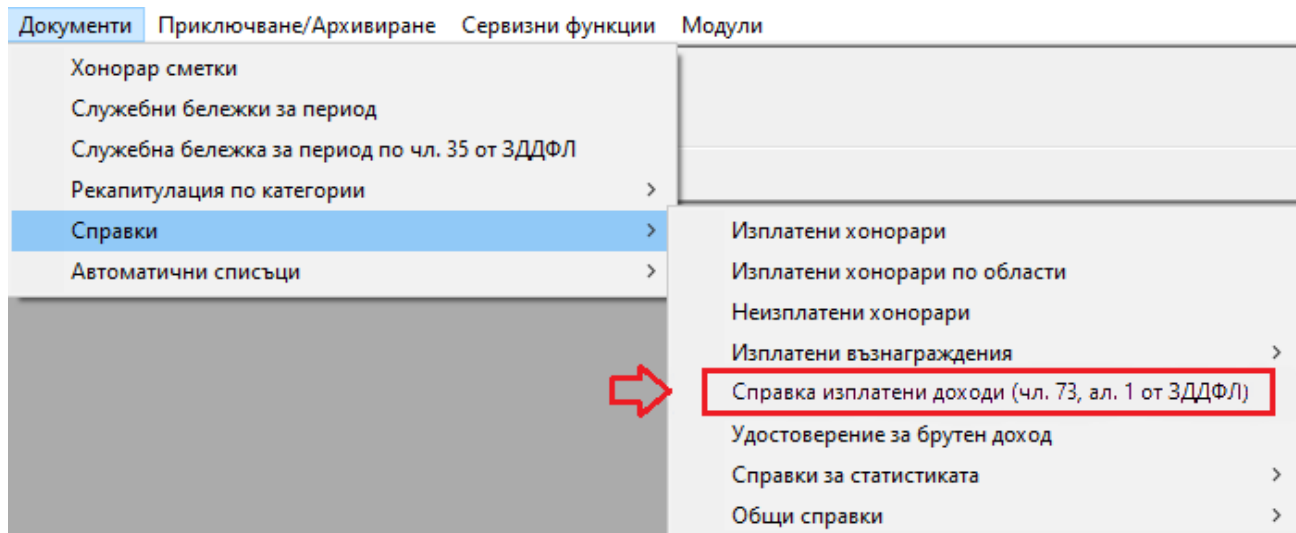 Документи Приключване/Архивиране Сервизни функции Модули
Хонорар сметки
Служебни бележки за период
Служебна бележка за период по чл. 35 от ЗДДФЛ
Рекапитулация по категории
Справки
Автоматични списъци
Изплатени хонорари
Изплатени хонорари по области
Неизплатени хонорари
Изплатени възнаграждения
Справка изплатени доходи (чл. 73, ал. 1 от ЗДДФЛ)
Удостоверение за брутен доход
Справки за статистиката
Общи справки